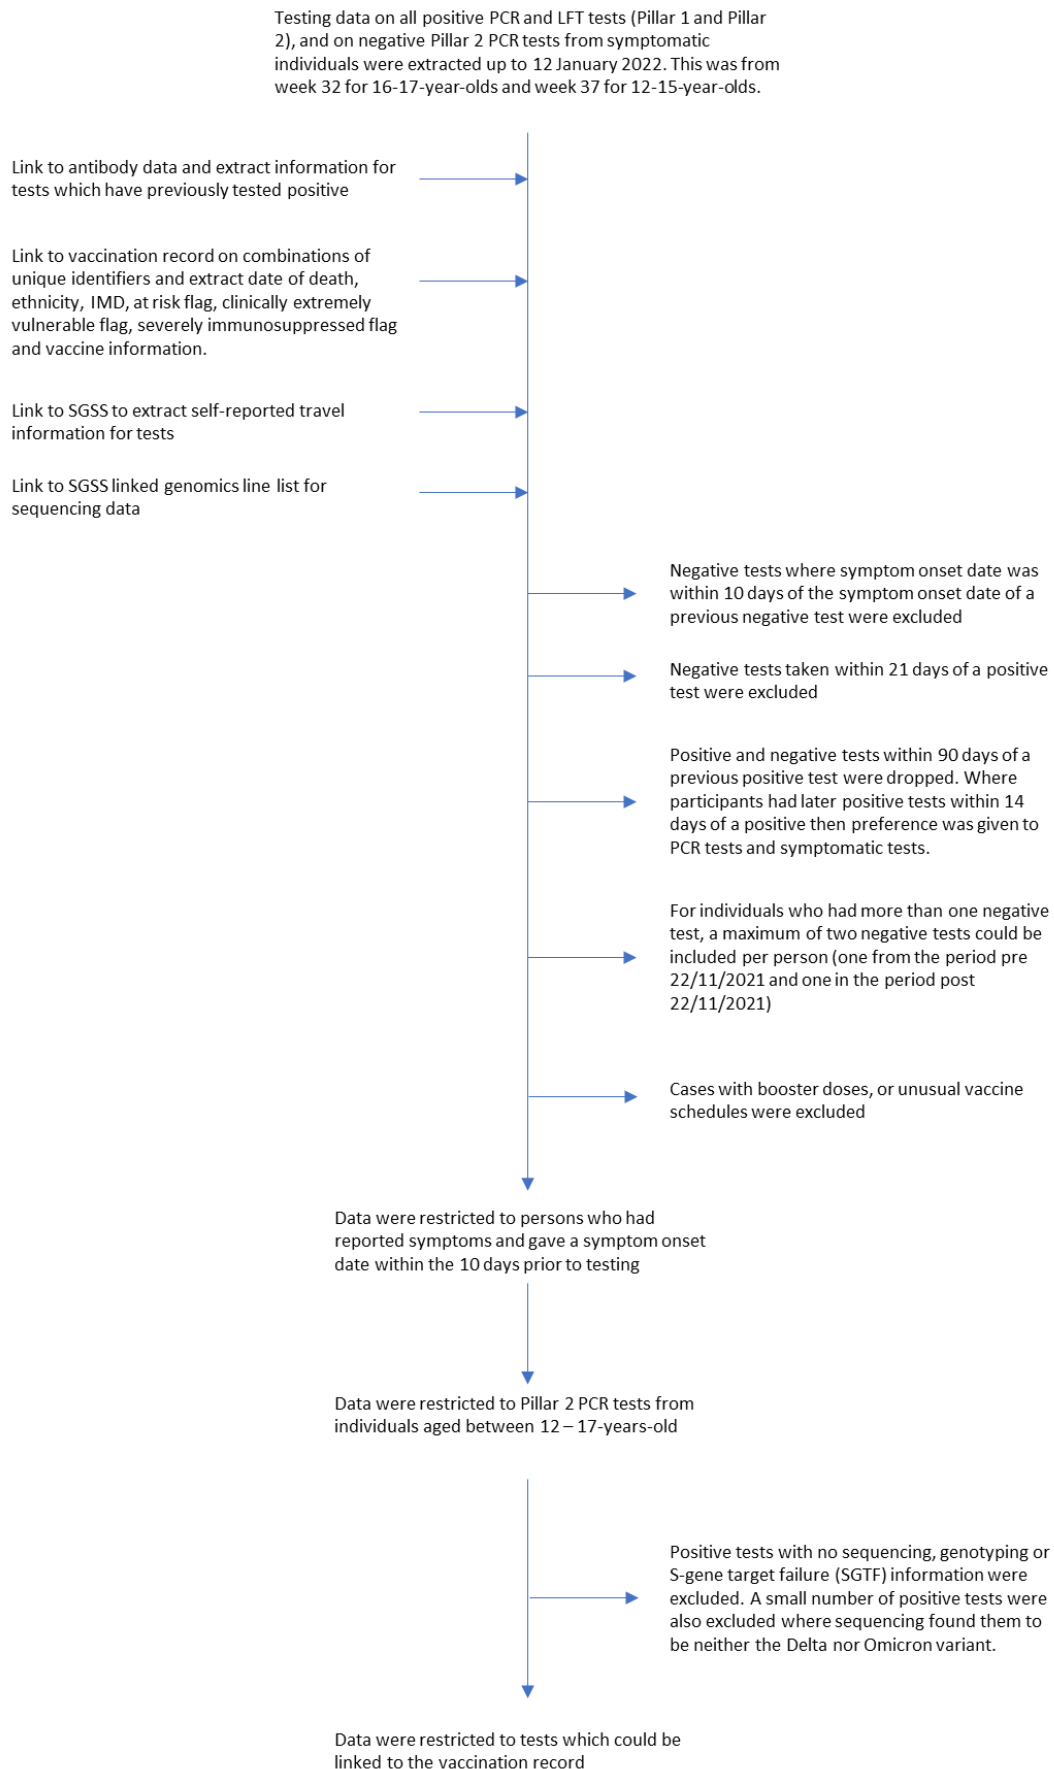 Testing data on all positive PCR and LFT tests (Pillar 1 and Pillar
2), and on negative Pillar 2 PCR tests from symptomatic
individuals were extracted up to 12 January 2022. This was from
week 32 for 16-17-year-olds and week 37 for 12-15-year-olds.
Link to antibody data and extract information for
tests which have previously tested positive
Link to vaccination record on combinations of
unique identifiers and extract date of death,
ethnicity, IMD, at risk flag, clinically extremely
vulnerable flag, severely immunosuppressed flag
and vaccine information.
Link to SGSS to extract self-reported travel
information for tests
Link to SGSS linked genomics line list for
sequencing data
Negative tests where symptom onset date was
within 10 days of the symptom onset date of a
previous negative test were excluded
Negative tests taken within 21 days of a positive
test were excluded
Positive and negative tests within 90 days of a
previous positive test were dropped. Where
participants had later positive tests within 14
days of a positive then preference was given to
PCR tests and symptomatic tests.
For individuals who had more than one negative
test, a maximum of two negative tests could be
included per person (one from the period pre
22/11/2021 and one in the period post
22/11/2021)
Cases with booster doses, or unusual vaccine
schedules were excluded
Data were restricted to persons who had
reported symptoms and gave a symptom onset
date within the 10 days prior to testing
Data were restricted to Pillar 2 PCR tests from
individuals aged between 12 – 17-years-old
Positive tests with no sequencing, genotyping or
S-gene target failure (SGTF) information were
excluded. A small number of positive tests were
also excluded where sequencing found them to
be neither the Delta nor Omicron variant.
Data were restricted to tests which could be
linked to the vaccination record